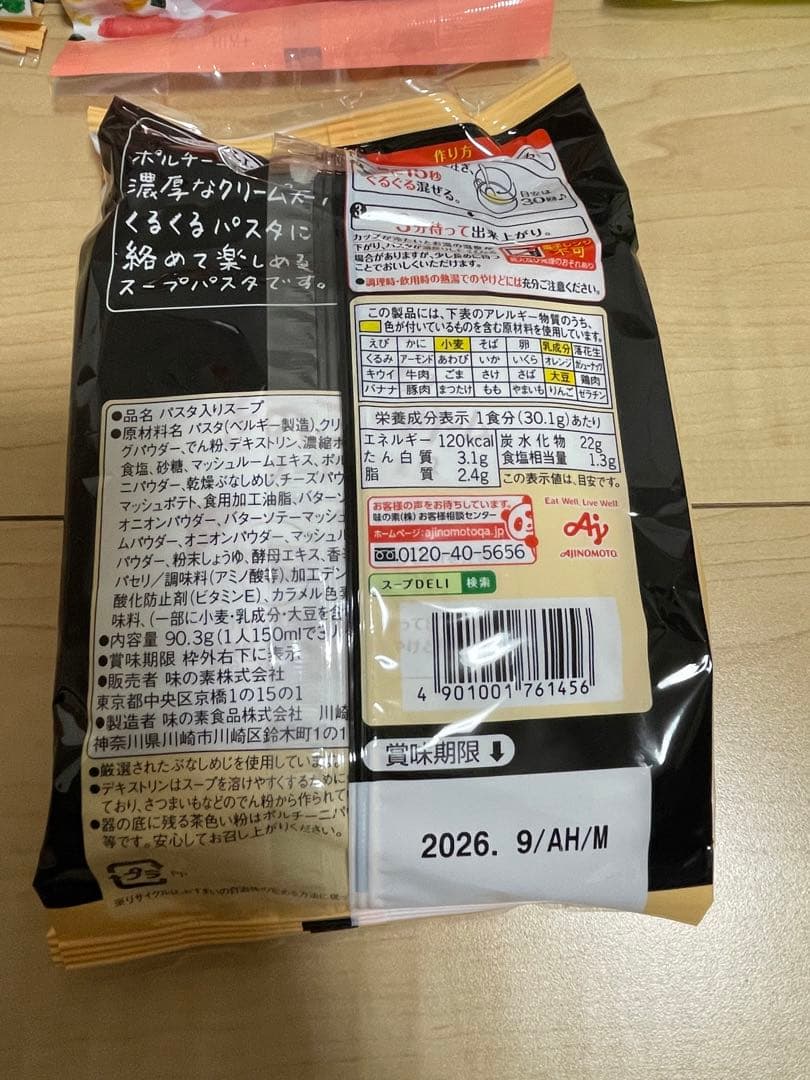 ポルチーニ
濃厚なクリーム
くるくるパスタに
絡めて楽しめる
スープパスタです。
作り方
15秒
ぐるぐる混ぜる。
目安は
30回♪
3
分待って出来上がり。
電子レンジ
不可
場合がありますが、少し長めに待つ
ことでおいしくいただけます。
●調理時・飲用時の熱湯でのやけどには充分ご注意ください。
この製品には、下表のアレルギー物質のうち、
色が付いているものを含む原材料を使用しています。
えび かに 小麦 そば 卵 乳成分 落花生
くるみ アーモンド あわび いか いくら オレンジ カシューナッツ
キウイ 牛肉 ごま さけ さば 大豆 鶏肉
バナナ 豚肉 まつたけ もも やまいも りんご ゼラチン
栄養成分表示 1食分(30.1g)あたり
エネルギー 120kcal 炭水化物 22g
たん白質 3.1g 食塩相当量 1.3g
脂質 2.4g この表示値は、目安です。
お客様の声をお待ちしています。
味の素(株) お客様相談センター
ホームページ:ajinomotoqa.jp
0120-40-5656
Eat Well, Live Well.
Aj
AJINOMOTO
スープDELI 検索
4 901001 761456
賞味期限
2026. 9/AH/M
●品名 パスタ入りスープ
●原材料名 パスタ(ベルギー製造)、クリ
グパウダー、でん粉、デキストリン、濃縮ホ
食塩、砂糖、マッシュルームエキス、ポル
ニパウダー、乾燥ぶなしめじ、チーズパウ
マッシュポテト、食用加工油脂、バターソ
オニオンパウダー、バターソテーマッシュ
ムパウダー、オニオンパウダー、マッシュル
パウダー、粉末しょうゆ、酵母エキス、香辛
パセリ/調味料(アミノ酸等)、加工デン
酸化防止剤(ビタミンE)、カラメル色素
味料、(一部に小麦・乳成分・大豆を含
●内容量 90.3g(1人150mlで3人
●賞味期限 枠外右下に表示
●販売者 味の素株式会社
東京都中央区京橋1の15の1
●製造者 味の素食品株式会社 川崎
神奈川県川崎市川崎区鈴木町1の1
●厳選されたぶなしめじを使用してい
●デキストリンはスープを溶けやすくするために
ており、さつまいもなどのでん粉から作られて
●器の底に残る茶色い粉はポルチーニパ
等です。安心してお召し上がりください。
プラ